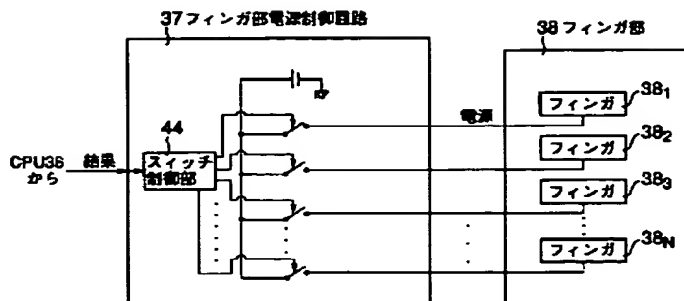 37フィンガ部電源制御回路
38フィンガ部
44
CPU36
から
結果
スイッチ
制御部
電源
フィンガ
38₁
フィンガ
38₂
フィンガ
38₃
フィンガ
38N